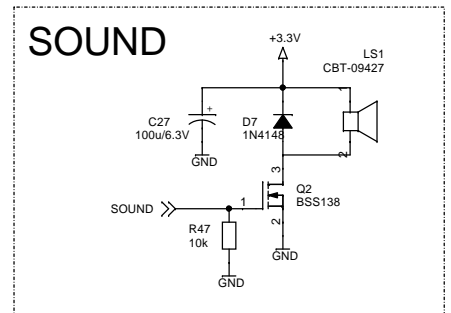 SOUND
+3.3V
LS1
CBT-09427
1
+
C27
100u/6.3V
D7
1N4148
2
GND
3
Q2
BSS138
SOUND
1
2
R47
10k
GND
GND